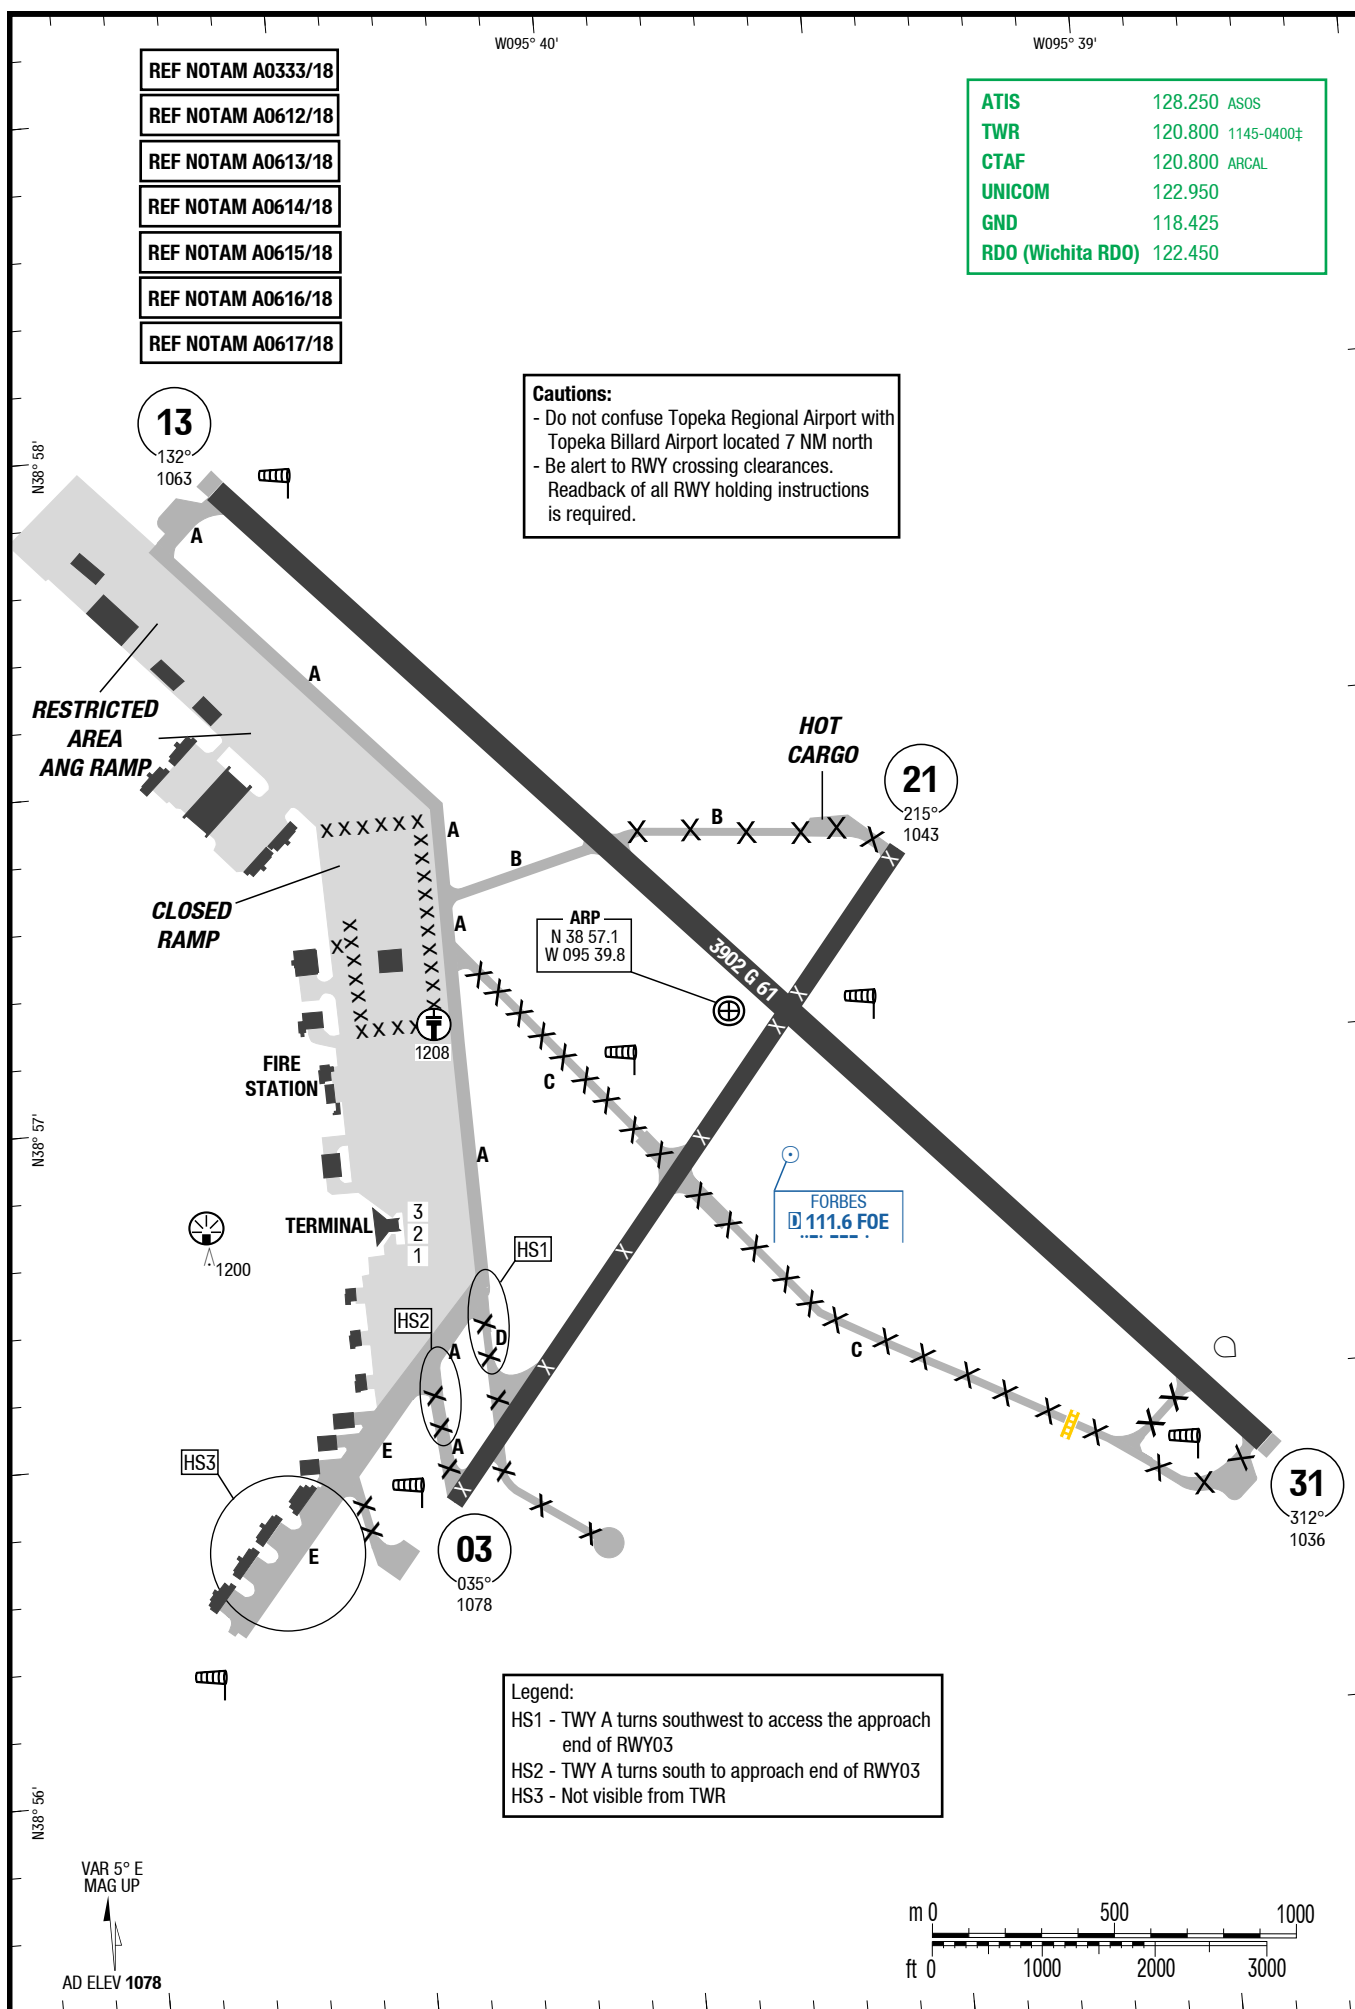 W095° 40'
W095° 39'
REF NOTAM A0333/18
REF NOTAM A0612/18
REF NOTAM A0613/18
REF NOTAM A0614/18
REF NOTAM A0615/18
REF NOTAM A0616/18
REF NOTAM A0617/18
ATIS 128.250 ASOS
TWR 120.800 1145-0400‡
CTAF 120.800 ARCAL
UNICOM 122.950
GND 118.425
RDO (Wichita RDO) 122.450
Cautions:
- Do not confuse Topeka Regional Airport with
Topeka Billard Airport located 7 NM north
- Be alert to RWY crossing clearances.
Readback of all RWY holding instructions
is required.
13
132°
1063
N38° 58'
A
A
RESTRICTED
AREA
ANG RAMP
HOT
CARGO
21
215°
1043
B
A
B
CLOSED
RAMP
A
ARP
N 38 57.1
W 095 39.8
3902 G 61
1208
FIRE
STATION
C
N38° 57'
A
FORBES
D 111.6 FOE
TERMINAL
3
2
1
1200
HS1
HS2
D
A
C
E
A
HS3
E
03
035°
1078
31
312°
1036
Legend:
HS1 - TWY A turns southwest to access the approach
end of RWY03
HS2 - TWY A turns south to approach end of RWY03
HS3 - Not visible from TWR
N38° 56'
VAR 5° E
MAG UP
AD ELEV 1078
m 0 500 1000
ft 0 1000 2000 3000